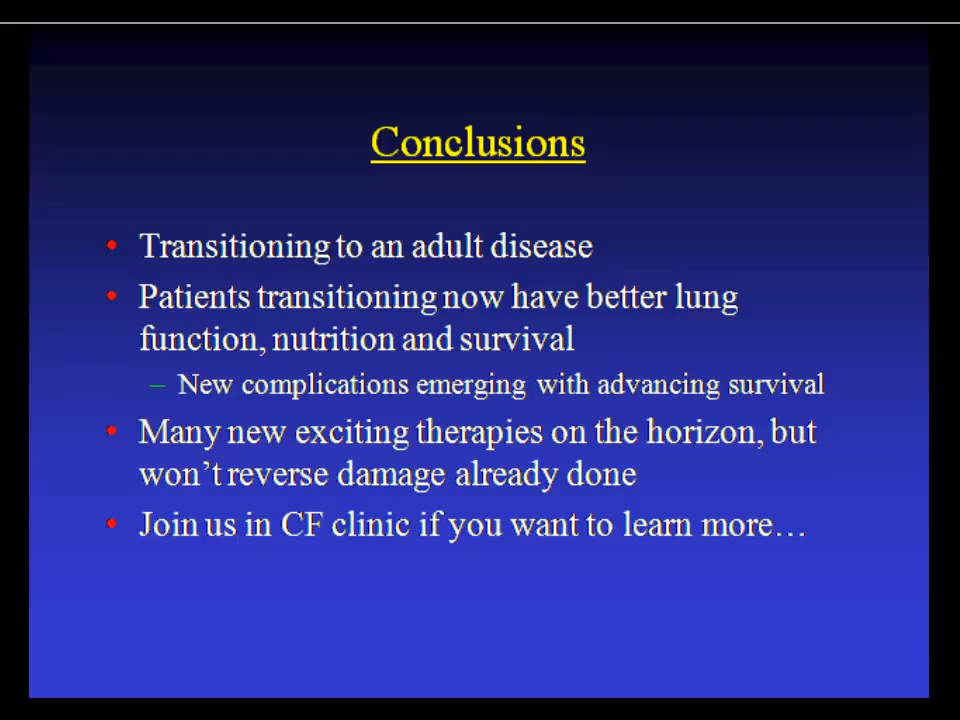 Conclusions
• Transitioning to an adult disease
• Patients transitioning now have better lung
function, nutrition and survival
– New complications emerging with advancing survival
• Many new exciting therapies on the horizon, but
won’t reverse damage already done
• Join us in CF clinic if you want to learn more…